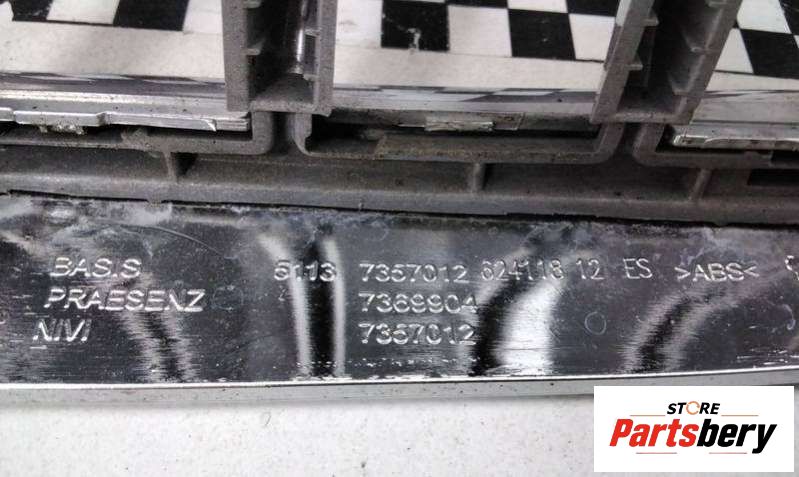 BASIS 5113 7357012 624118 12 ES >ABS<
PRAESENZ 7369904
NIVI 7357012
STORE
Partsbery